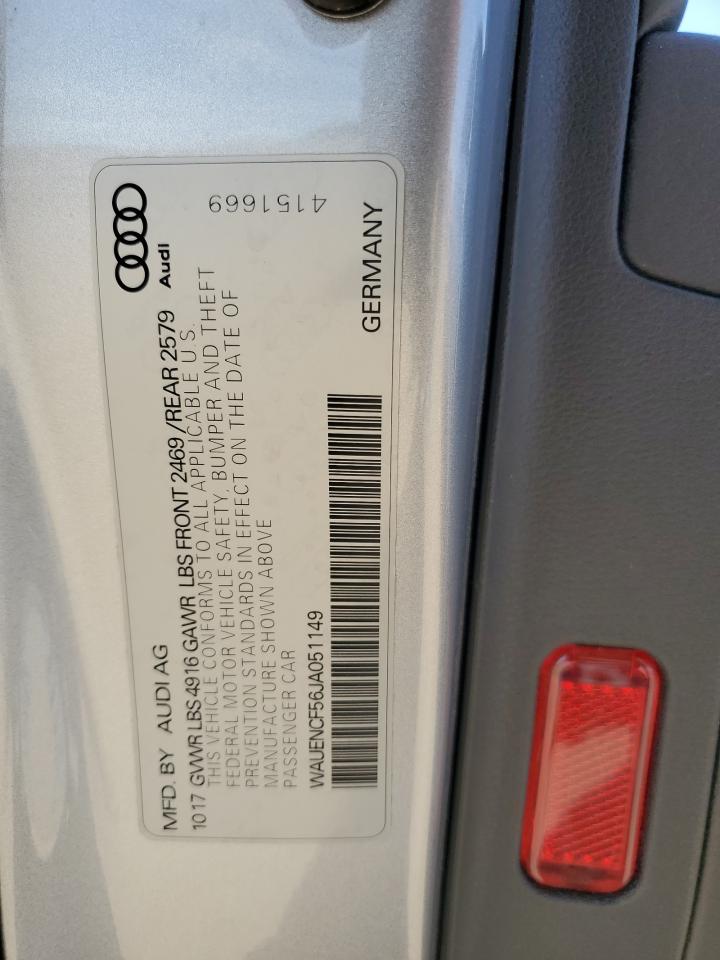 MFD. BY AUDI AG
Audi
10 17 GVWR LBS 4916 GAWR LBS FRONT 2469 / REAR 2579
THIS VEHICLE CONFORMS TO ALL APPLICABLE U.S.
FEDERAL MOTOR VEHICLE SAFETY, BUMPER AND THEFT
PREVENTION STANDARDS IN EFFECT ON THE DATE OF
MANUFACTURE SHOWN ABOVE
PASSENGER CAR
4151669
WAUENCF56JA051149
GERMANY